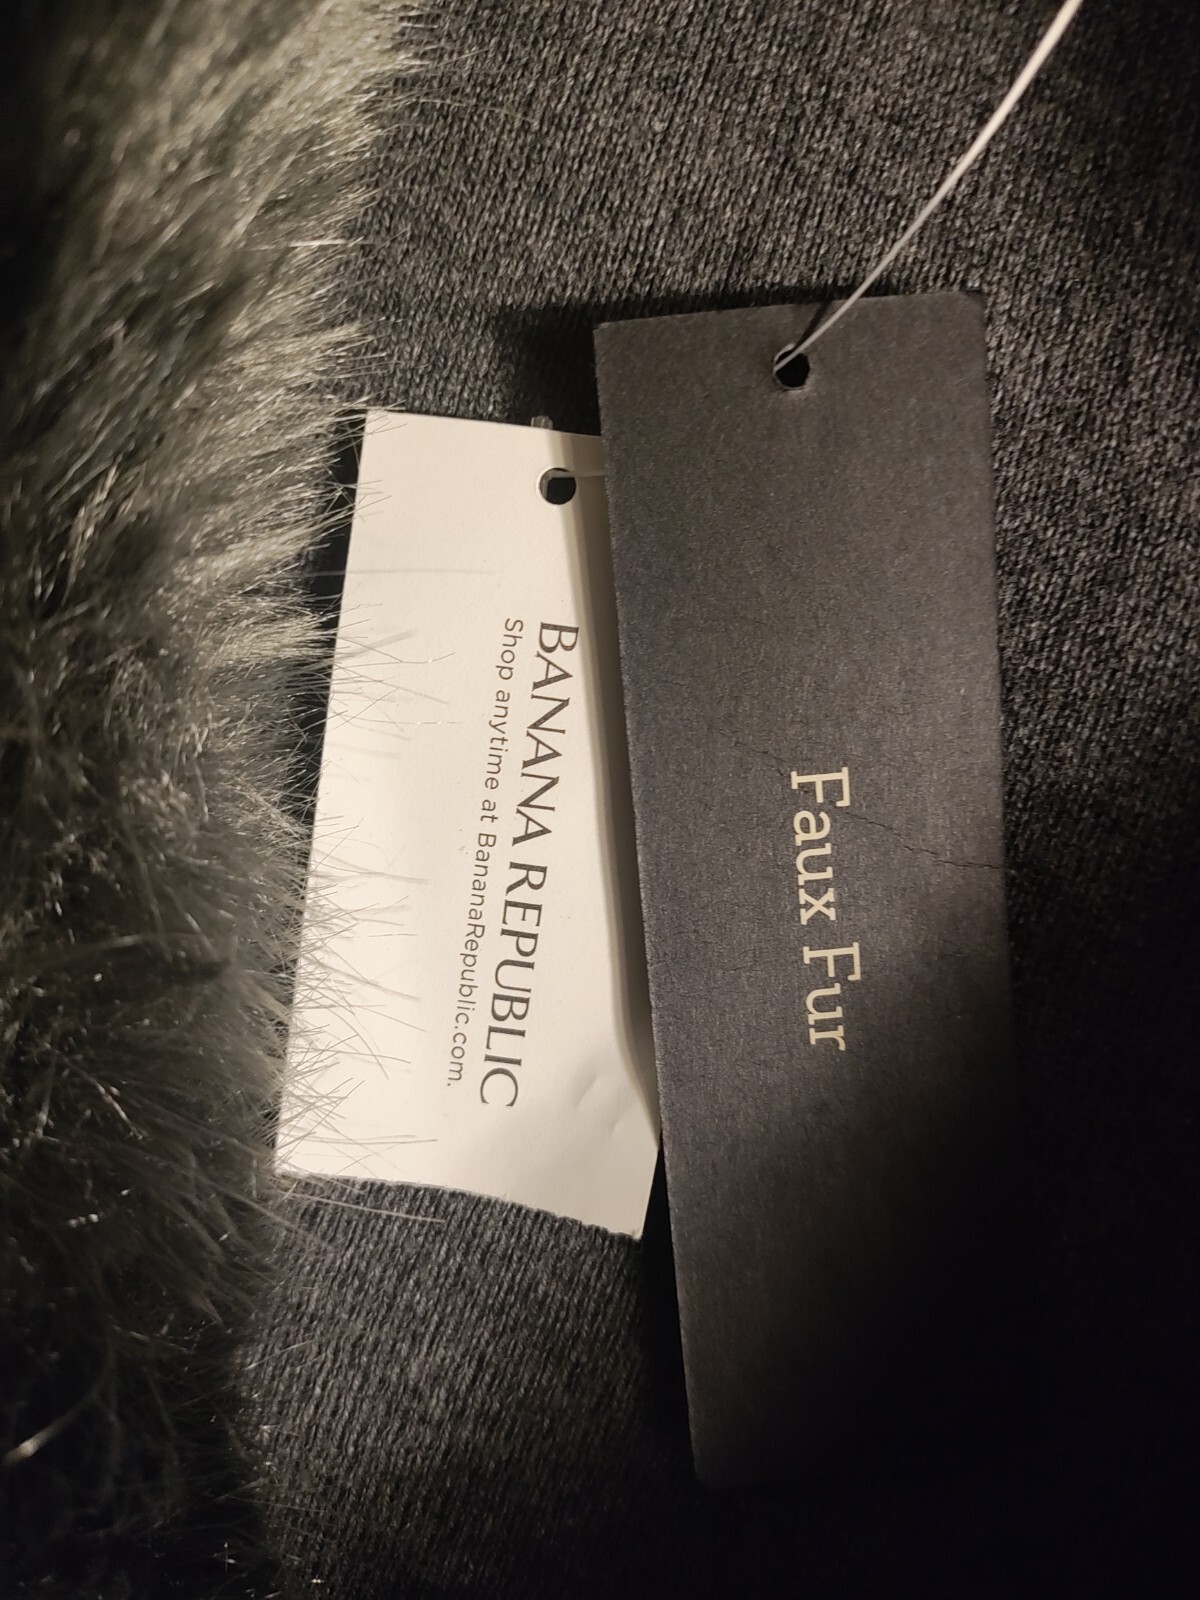 BANANA REPUBLIC
Shop anytime at BananaRepublic.com.
Faux Fur